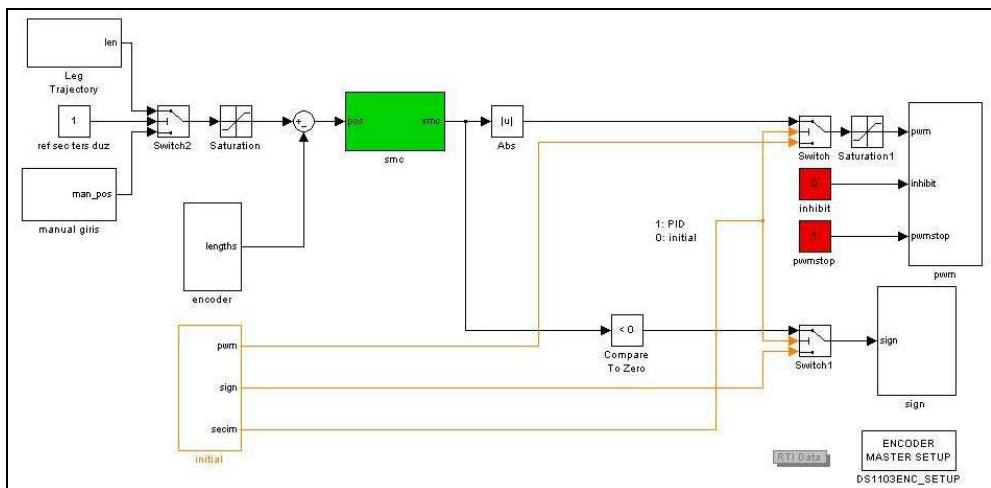 len
Leg
Trajectory
1
ref sec ters duz
man_pos
manual giris
Switch2
Saturation
+
-
pos
smc
smc
lengths
encoder
|u|
Abs
1: PID
0: initial
Switch
Saturation1
0
inhibit
pwmstop
pwm
inhibit
pwmstop
pwm
pwm
sign
secim
initial
< 0
Compare
To Zero
Switch1
sign
sign
RTI Data
ENCODER
MASTER SETUP
DS1103ENC_SETUP